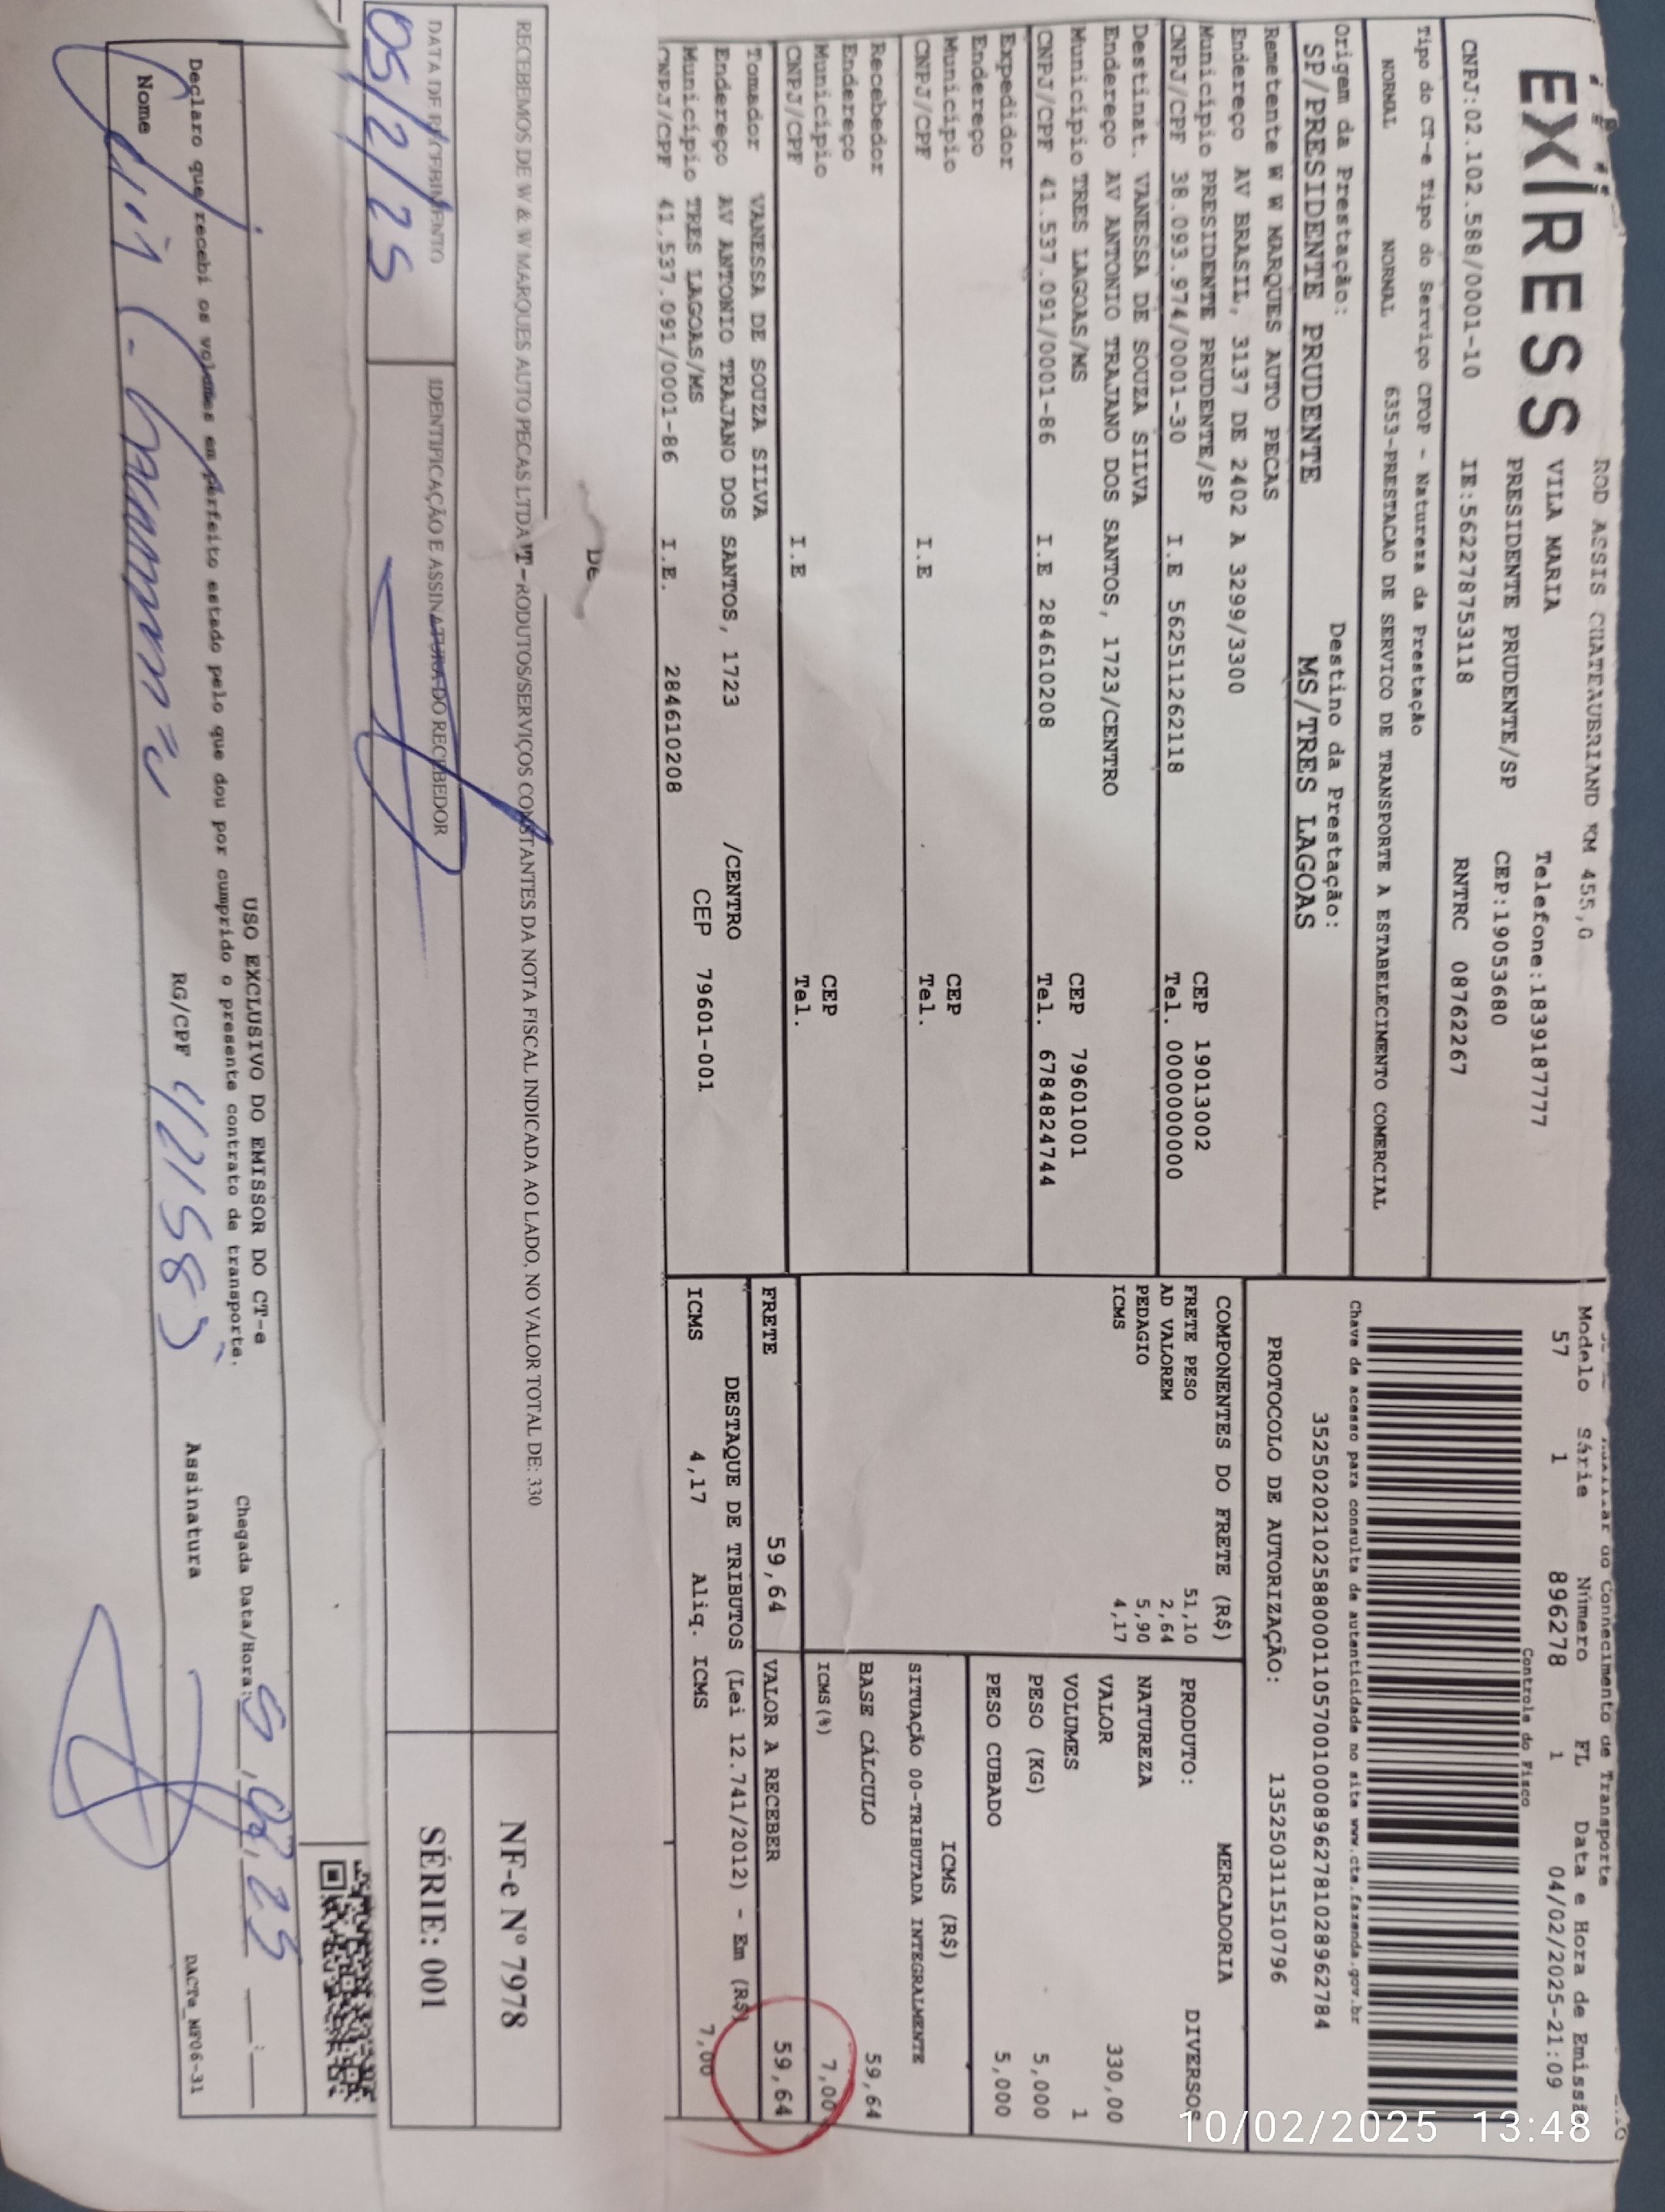 EXPRESS
ROD ASSIS CHATEAUBRIAND KM 455,G
VILA MARIA Telefone:1839187777
PRESIDENTE PRUDENTE/SP CEP:19053680
CNPJ:02.102.588/0001-10 IE:562278753118 RNTRC 08762267
Tipo do CT-e Tipo do Serviço CFOP - Natureza da Prestação
NORMAL NORMAL 6353-PRESTACAO DE SERVICO DE TRANSPORTE A ESTABELECIMENTO COMERCIAL
Origem da Prestação: Destino da Prestação:
SP/PRESIDENTE PRUDENTE MS/TRES LAGOAS
Remetente W W MARQUES AUTO PECAS
Endereço AV BRASIL, 3137 DE 2402 A 3299/3300
Município PRESIDENTE PRUDENTE/SP CEP 19013002
CNPJ/CPF 38.093.974/0001-30 I.E 562511262118 Tel. 0000000000
Destinat. VANESSA DE SOUZA SILVA
Endereço AV ANTONIO TRAJANO DOS SANTOS, 1723/CENTRO
Município TRES LAGOAS/MS CEP 79601001
CNPJ/CPF 41.537.091/0001-86 I.E 284610208 Tel. 6784824744
Expedidor
Endereço
Município CEP
CNPJ/CPF I.E Tel.
Recebedor
Endereço
Município CEP
CNPJ/CPF I.E Tel.
Tomador VANESSA DE SOUZA SILVA
Endereço AV ANTONIO TRAJANO DOS SANTOS, 1723 /CENTRO
Município TRES LAGOAS/MS CEP 79601-001
CNPJ/CPF 41.537.091/0001-86 I.E. 284610208
do Conhecimento de Transporte
Modelo Série Número FL Data e Hora de Emissão
57 1 896278 1 04/02/2025-21:09
Controle do Fisco
Chave de acesso para consulta de autenticidade no site www.cte.fazenda.gov.br
35250202102588000110570010008962781028962784
PROTOCOLO DE AUTORIZAÇÃO: 135250311510796
COMPONENTES DO FRETE (R$)
FRETE PESO 51,10
AD VALOREM 2,64
PEDAGIO 5,90
ICMS 4,17
MERCADORIA
PRODUTO: DIVERSOS
NATUREZA
VALOR 330,00
VOLUMES 1
PESO (KG) 5,000
PESO CUBADO 5,000
ICMS (R$)
SITUAÇÃO 00-TRIBUTADA INTEGRALMENTE
BASE CÁLCULO 59,64
ICMS(%) 7,00
FRETE 59,64 VALOR A RECEBER 59,64
DESTAQUE DE TRIBUTOS (Lei 12.741/2012) - Em (R$)
ICMS 4,17 Aliq. ICMS 7,00
De
RECEBEMOS DE W & W MARQUES AUTO PECAS LTDA RODUTOS/SERVIÇOS CONSTANTES DA NOTA FISCAL INDICADA AO LADO, NO VALOR TOTAL DE: 330
DATA DE RECEBIMENTO IDENTIFICAÇÃO E ASSINATURA DO RECEBEDOR
05/2/25
NF-e Nº 7978
SÉRIE: 001
USO EXCLUSIVO DO EMISSOR DO CT-e
Declaro que recebi os volumes em perfeito estado pelo que dou por cumprido o presente contrato de transporte.
Chegada Data/Hora:
Nome RG/CPF Assinatura
DACTe_MF06-31
10/02/2025 13:48